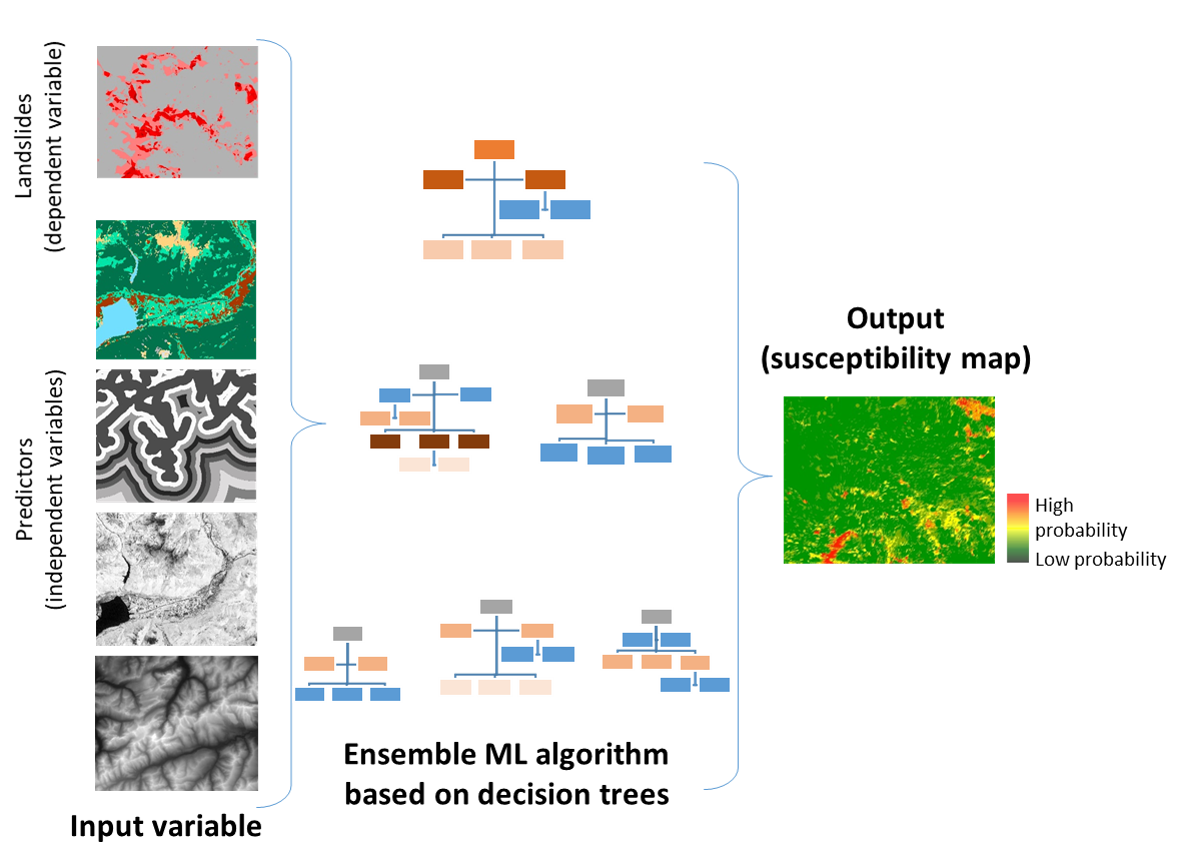 Landslides
(dependent variable)
Predictors
(independent variables)
Input variable
Ensemble ML algorithm
based on decision trees
Output
(susceptibility map)
High
probability
Low probability